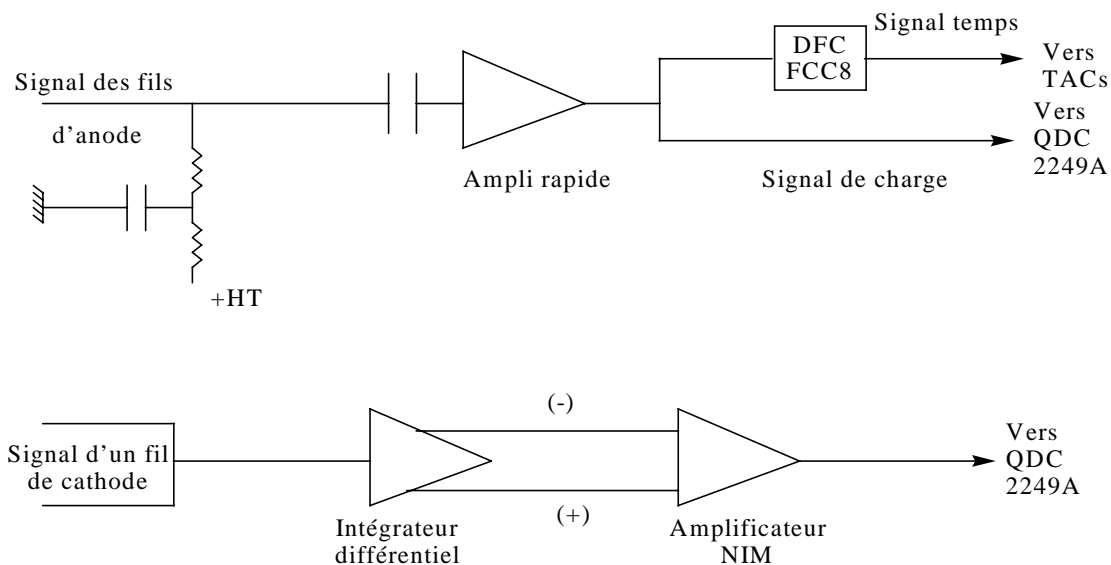 Signal temps
DFC
FCC8
Vers
TACs
Signal des fils
d'anode
Vers
QDC
2249A
Ampli rapide
Signal de charge
+HT
(-)
Signal d'un fil
de cathode
Vers
QDC
2249A
(+)
Intégrateur
différentiel
Amplificateur
NIM